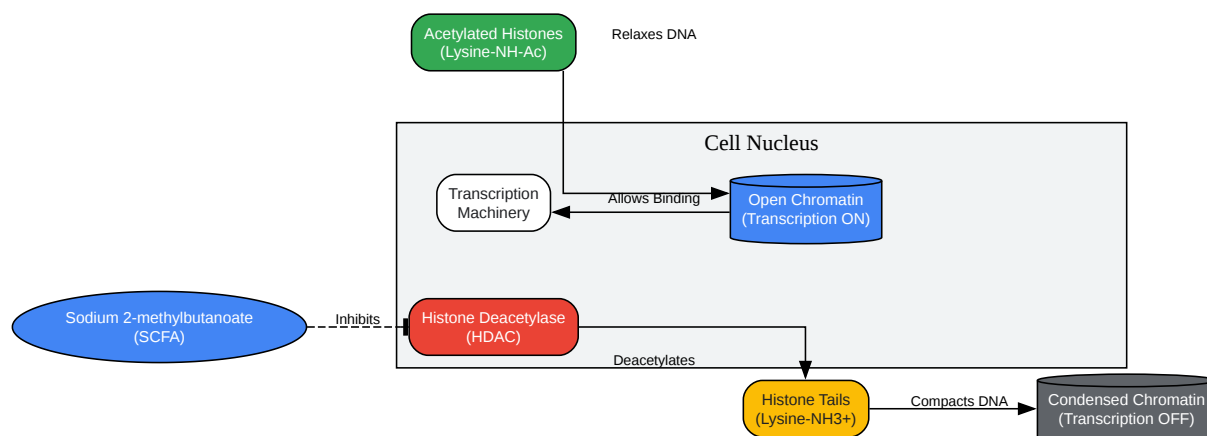 Acetylated Histones
(Lysine-NH-Ac)
Relaxes DNA
Cell Nucleus
Transcription
Machinery
Allows Binding
Open Chromatin
(Transcription ON)
Sodium 2-methylbutanoate
(SCFA)
Inhibits
Histone Deacetylase
(HDAC)
Deacetylates
Histone Tails
(Lysine-NH3+)
Compacts DNA
Condensed Chromatin
(Transcription OFF)